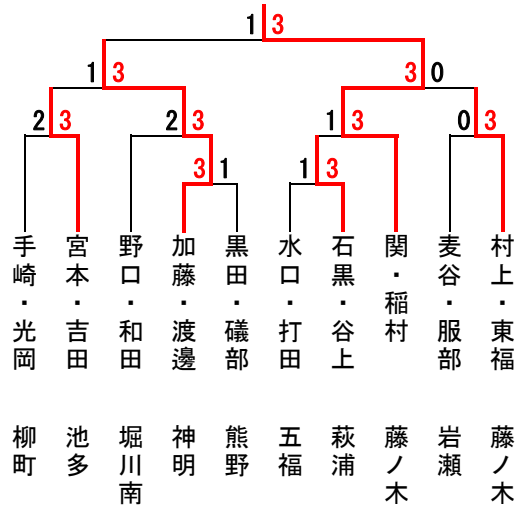 1 3
1 3 3 0
2 3 2 3 1 3 0 3
3 1 1 3
手崎・光岡 柳町
宮本・吉田 池多
野口・和田 堀川南
加藤・渡邊 神明
黒田・礒部 熊野
水口・打田 五福
石黒・谷上 萩浦
関・稲村 藤ノ木
麦谷・服部 岩瀬
村上・東福 藤ノ木